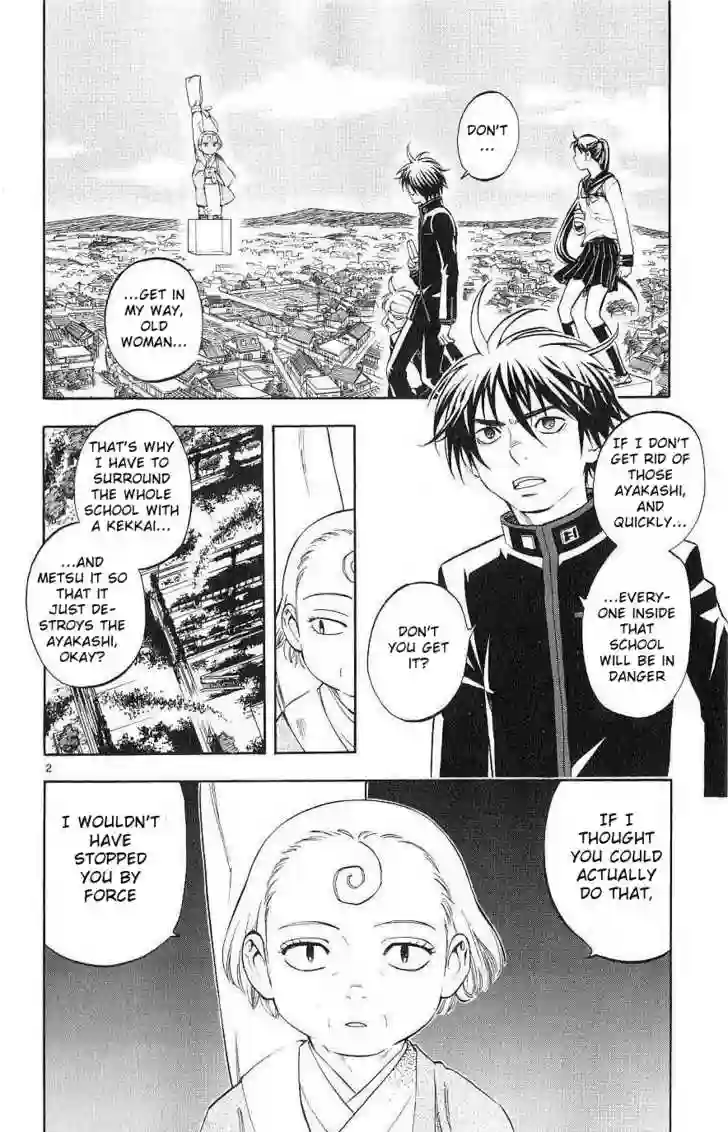 DON'T
...
...GET IN
MY WAY,
OLD
WOMAN...
IF I DON'T
GET RID OF
THOSE
AYAKASHI,
AND
QUICKLY...
...EVERY-
ONE INSIDE
THAT
SCHOOL
WILL BE IN
DANGER
DON'T
YOU GET
IT?
THAT'S WHY
I HAVE TO
SURROUND
THE WHOLE
SCHOOL WITH
A KEKKAI...
...AND
METSU IT SO
THAT IT
JUST DE-
STROYS THE
AYAKASHI,
OKAY?
2
IF I
THOUGHT
YOU COULD
ACTUALLY
DO THAT,
I WOULDN'T
HAVE
STOPPED
YOU BY
FORCE